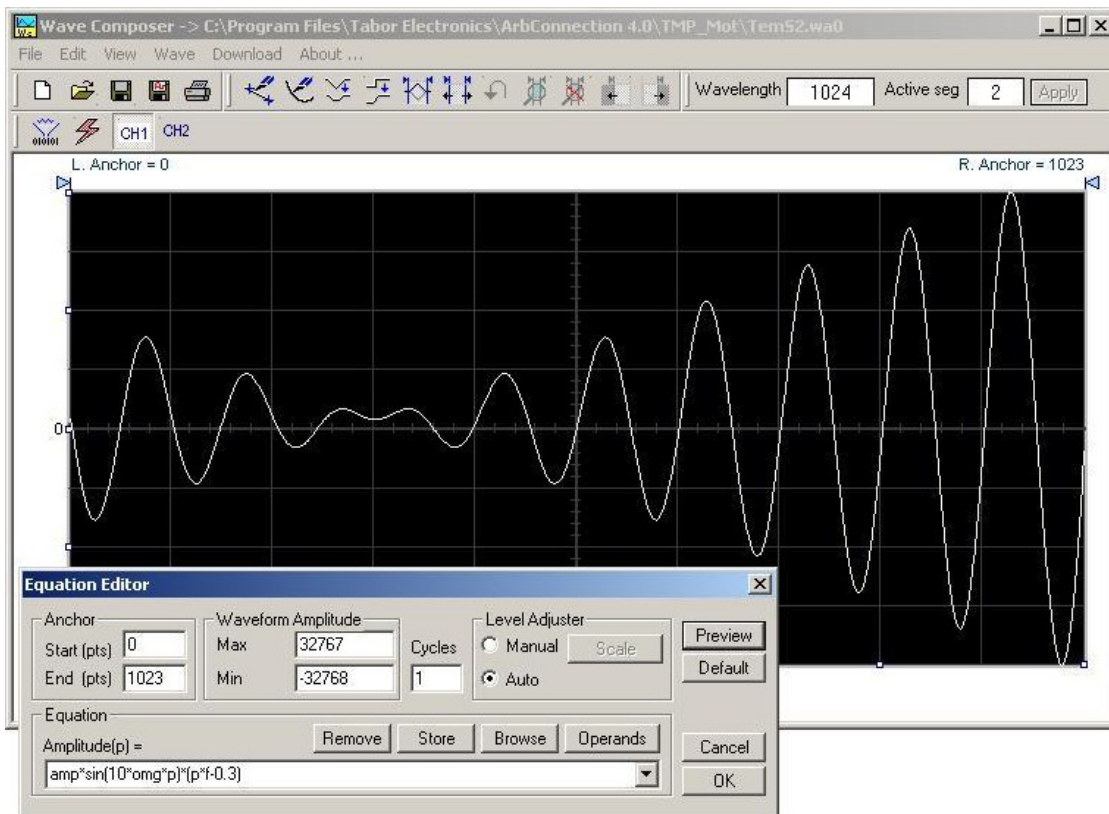 Wave Composer -> C:\Program Files\Tabor Electronics\ArbConnection 4.0\TMP_Mot\Tem52.wa0
File Edit View Wave Download About ...
Wavelength 1024 Active seg 2 Apply
010101 CH1 CH2
L. Anchor = 0 R. Anchor = 1023
0
Equation Editor
Anchor Waveform Amplitude Level Adjuster
Start (pts) 0 Max 32767 Cycles Manual Scale Preview
End (pts) 1023 Min -32768 1 Auto Default
Equation
Amplitude(p) = Remove Store Browse Operands Cancel
amp*sin(10*omg*p)*(p*f-0.3) OK